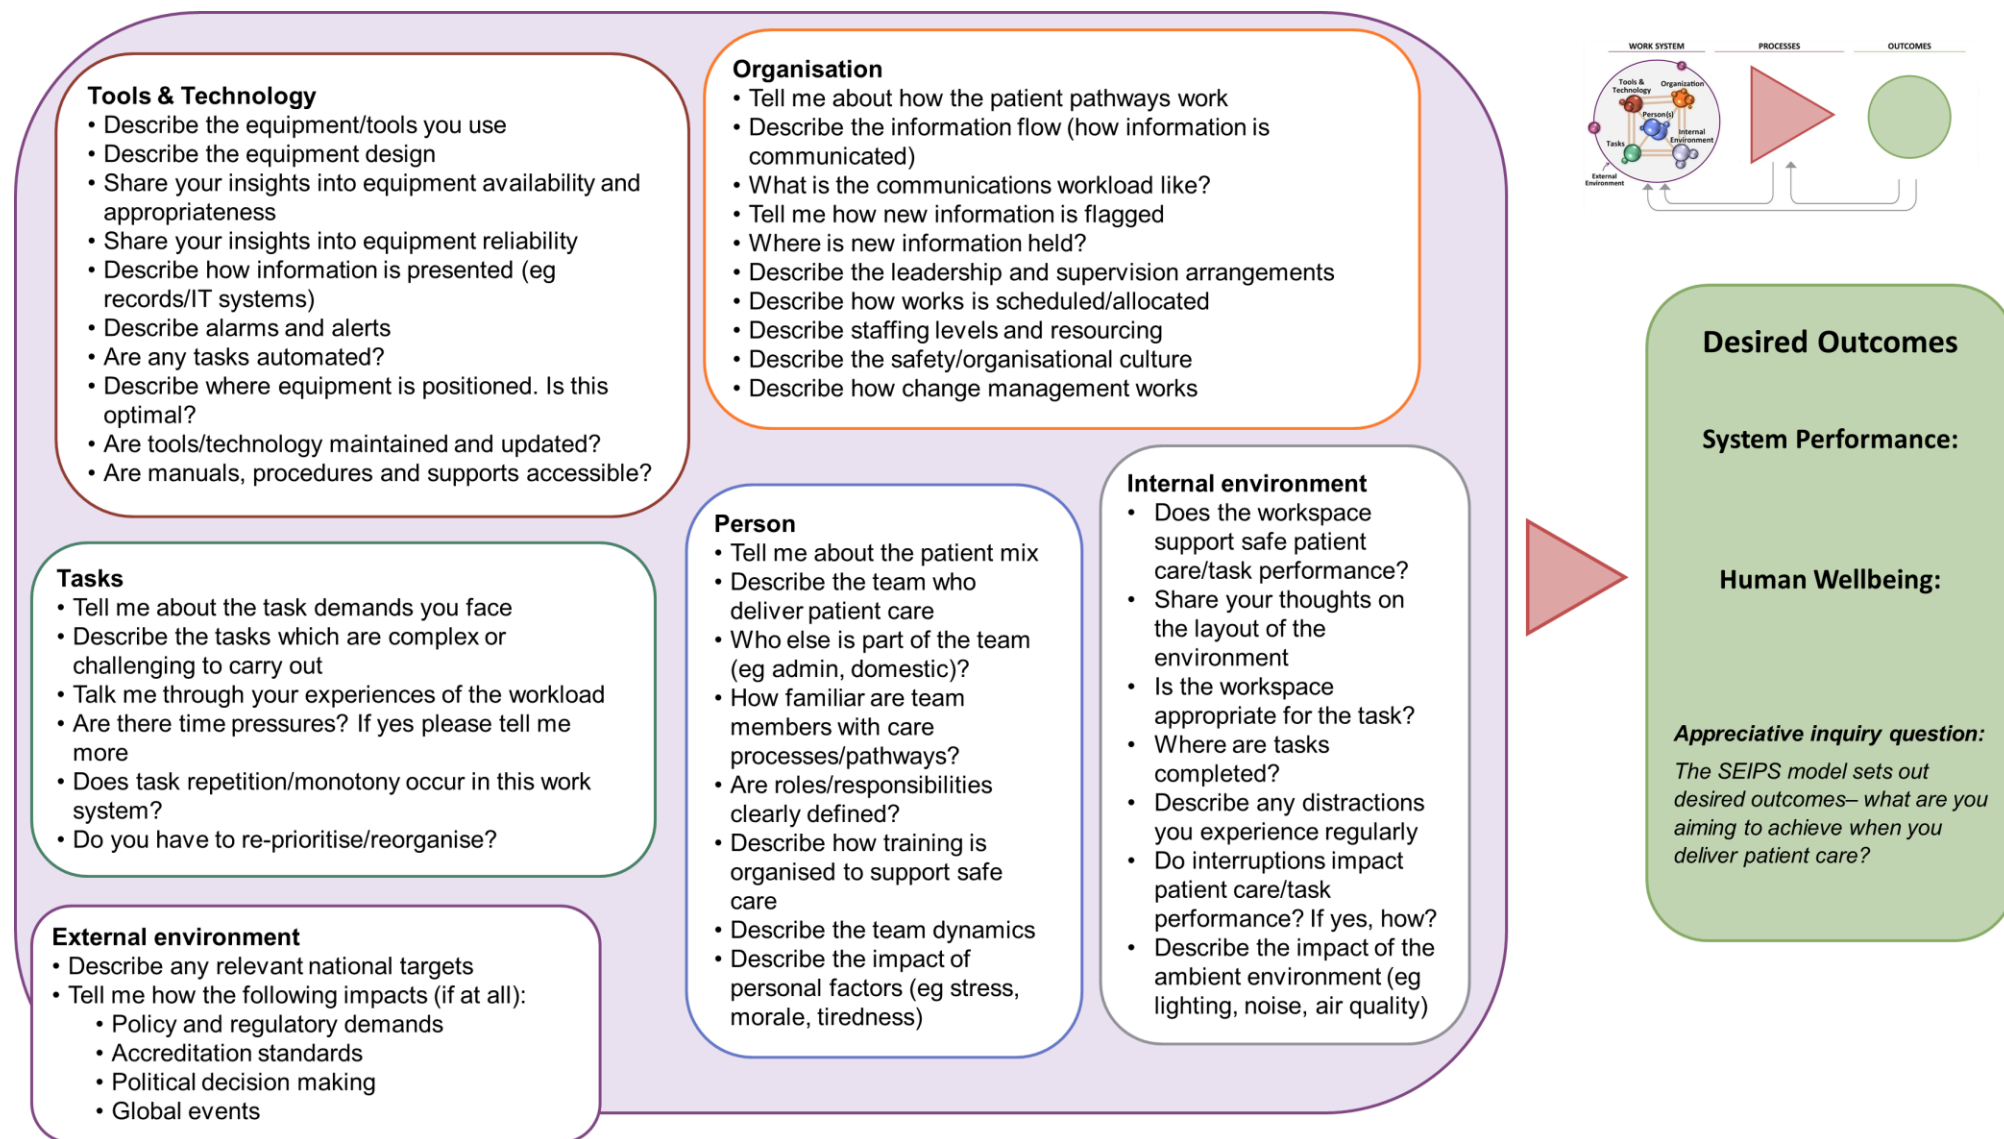 Tools & Technology
• Describe the equipment/tools you use
• Describe the equipment design
• Share your insights into equipment availability and
appropriateness
• Share your insights into equipment reliability
• Describe how information is presented (eg
records/IT systems)
• Describe alarms and alerts
• Are any tasks automated?
• Describe where equipment is positioned. Is this
optimal?
• Are tools/technology maintained and updated?
• Are manuals, procedures and supports accessible?
Organisation
• Tell me about how the patient pathways work
• Describe the information flow (how information is
communicated)
• What is the communications workload like?
• Tell me how new information is flagged
• Where is new information held?
• Describe the leadership and supervision arrangements
• Describe how works is scheduled/allocated
• Describe staffing levels and resourcing
• Describe the safety/organisational culture
• Describe how change management works
Tasks
• Tell me about the task demands you face
• Describe the tasks which are complex or
challenging to carry out
• Talk me through your experiences of the workload
• Are there time pressures? If yes please tell me
more
• Does task repetition/monotony occur in this work
system?
• Do you have to re-prioritise/reorganise?
Person
• Tell me about the patient mix
• Describe the team who
deliver patient care
• Who else is part of the team
(eg admin, domestic)?
• How familiar are team
members with care
processes/pathways?
• Are roles/responsibilities
clearly defined?
• Describe how training is
organised to support safe
care
• Describe the team dynamics
• Describe the impact of
personal factors (eg stress,
morale, tiredness)
Internal environment
• Does the workspace
support safe patient
care/task performance?
• Share your thoughts on
the layout of the
environment
• Is the workspace
appropriate for the task?
• Where are tasks
completed?
• Describe any distractions
you experience regularly
• Do interruptions impact
patient care/task
performance? If yes, how?
• Describe the impact of the
ambient environment (eg
lighting, noise, air quality)
External environment
• Describe any relevant national targets
• Tell me how the following impacts (if at all):
• Policy and regulatory demands
• Accreditation standards
• Political decision making
• Global events
WORK SYSTEM
PROCESSES
OUTCOMES
Tools &
Technology
Organization
Person(s)
Tasks
Internal
Environment
External
Environment
Desired Outcomes
System Performance:
Human Wellbeing:
Appreciative inquiry question:
The SEIPS model sets out
desired outcomes– what are you
aiming to achieve when you
deliver patient care?